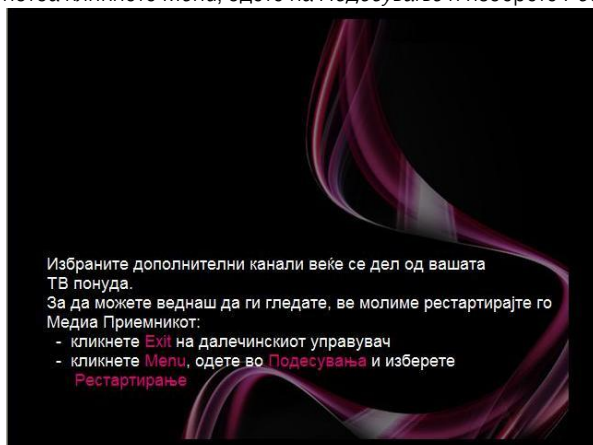 Избраните дополнителни канали веќе се дел од вашата
ТВ понуда.
За да можете веднаш да ги гледате, ве молиме рестартирајте го
Медиа Приемникот:
- кликнете Exit на далечинскиот управувач
- кликнете Menu, одете во Подесувања и изберете
Рестартирање